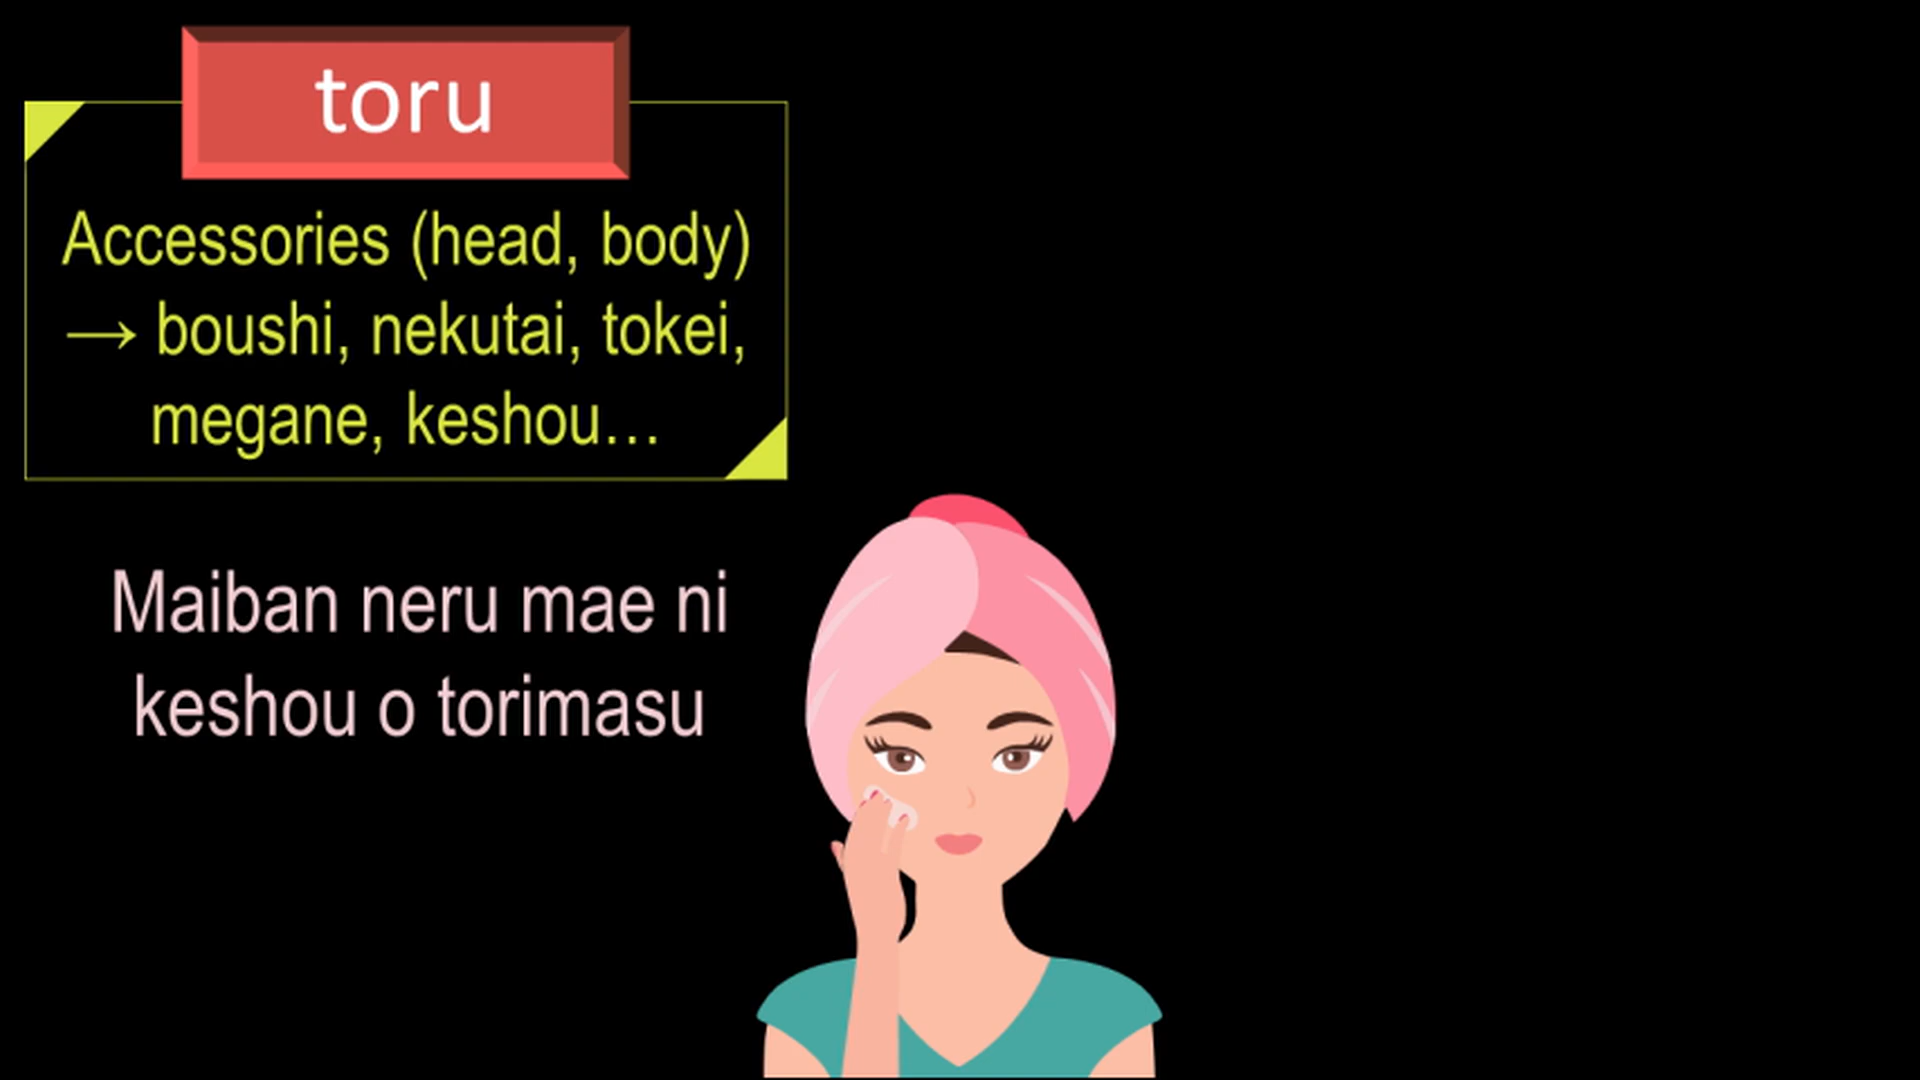 toru
Accessories (head, body)
→ boushi, nekutai, tokei,
megane, keshou…
Maiban neru mae ni
keshou o torimasu